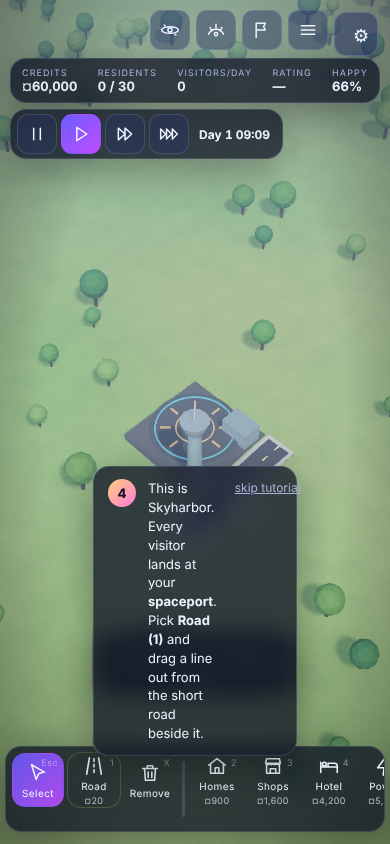 CREDITS RESIDENTS VISITORS/DAY RATING HAPPY
¤60,000 0 / 30 0 — 66%
Day 1 09:09
4 This is skip tutorial
Skyharbor.
Every
visitor
lands at
your
spaceport.
Pick Road
(1) and
drag a line
out from
the short
road
beside it.
Esc 1 X 2 3 4
Select Road Remove Homes Shops Hotel
¤20 ¤900 ¤1,600 ¤4,200